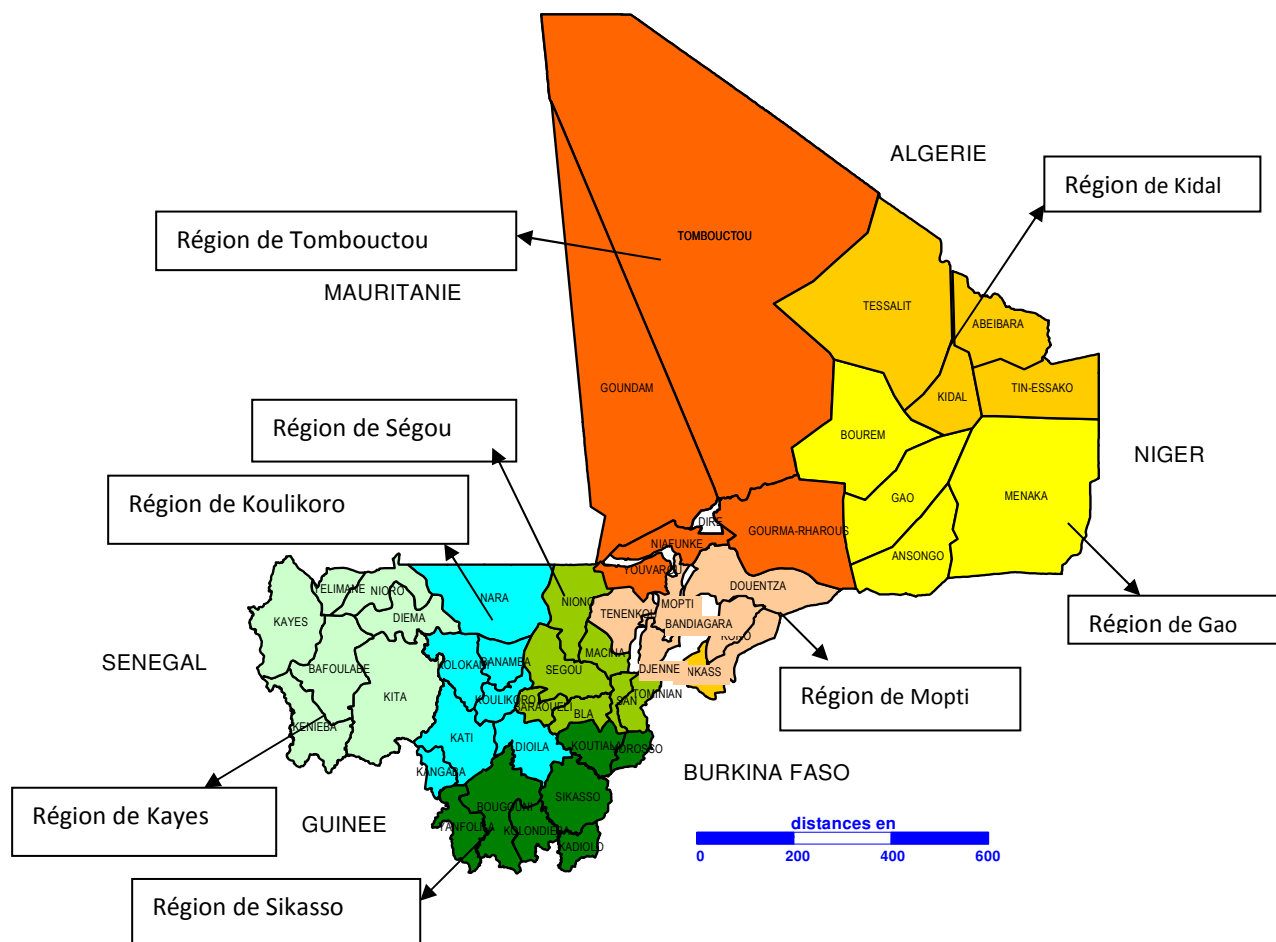 ALGERIE
Région de Kidal
Région de Tombouctou
TOMBOUCTOU
MAURITANIE
TESSALIT
ABEIBARA
GOUNDAM
TIN-ESSAKO
KIDAL
Région de Ségou
BOUREM
NIGER
Région de Koulikoro
GAO
MENAKA
DIRE
GOURMA-RHAROUS
NIAFUNKE
ANSONGO
YOUVAROU
DOUENTZA
YELIMANE
NIORO
NARA
NIONO
MOPTI
TENENKOU
DIEMA
KAYES
BANDIAGARA
Région de Gao
KORO
SENEGAL
BAFOULABE
KOLOKANI
BANAMBA
MACINA
SEGOU
DJENNE
NKASS
KITA
TOMINIAN
Région de Mopti
KOULIKORO
BARAOUELI
SAN
BLA
KENIEBA
KATI
DIOILA
KOUTIALA
YOROSSO
KANGABA
BURKINA FASO
SIKASSO
Région de Kayes
GUINEE
BOUGOUNI
YANFOLILA
KOLONDIEBA
KADIOLO
distances en
0 200 400 600
Région de Sikasso